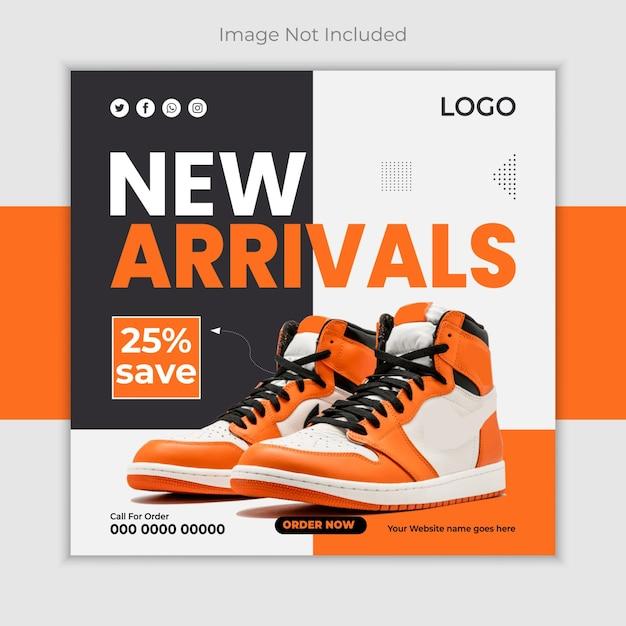 Image Not Included
LOGO
NEW
ARRIVALS
25%
save
Call For Order
000 0000 00000
ORDER NOW
Your Website name goes here